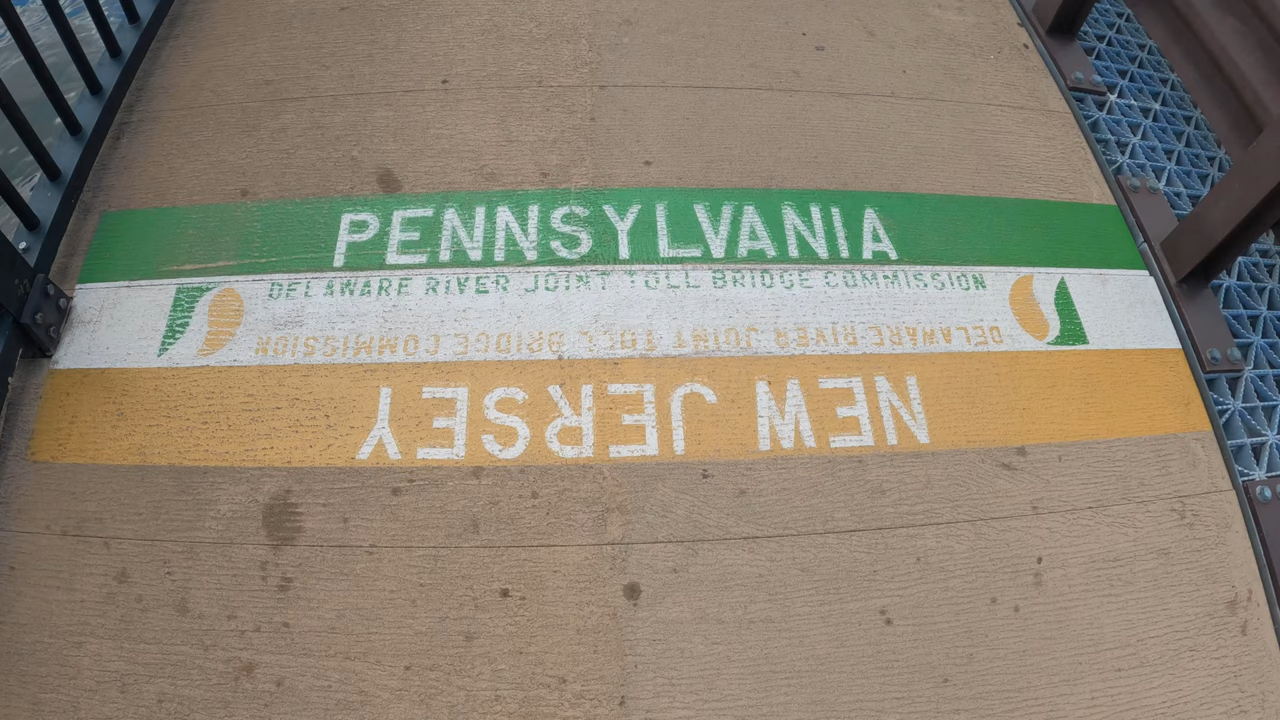 PENNSYLVANIA
DELAWARE RIVER JOINT TOLL BRIDGE COMMISSION
DELAWARE RIVER JOINT TOLL BRIDGE COMMISSION
NEW JERSEY